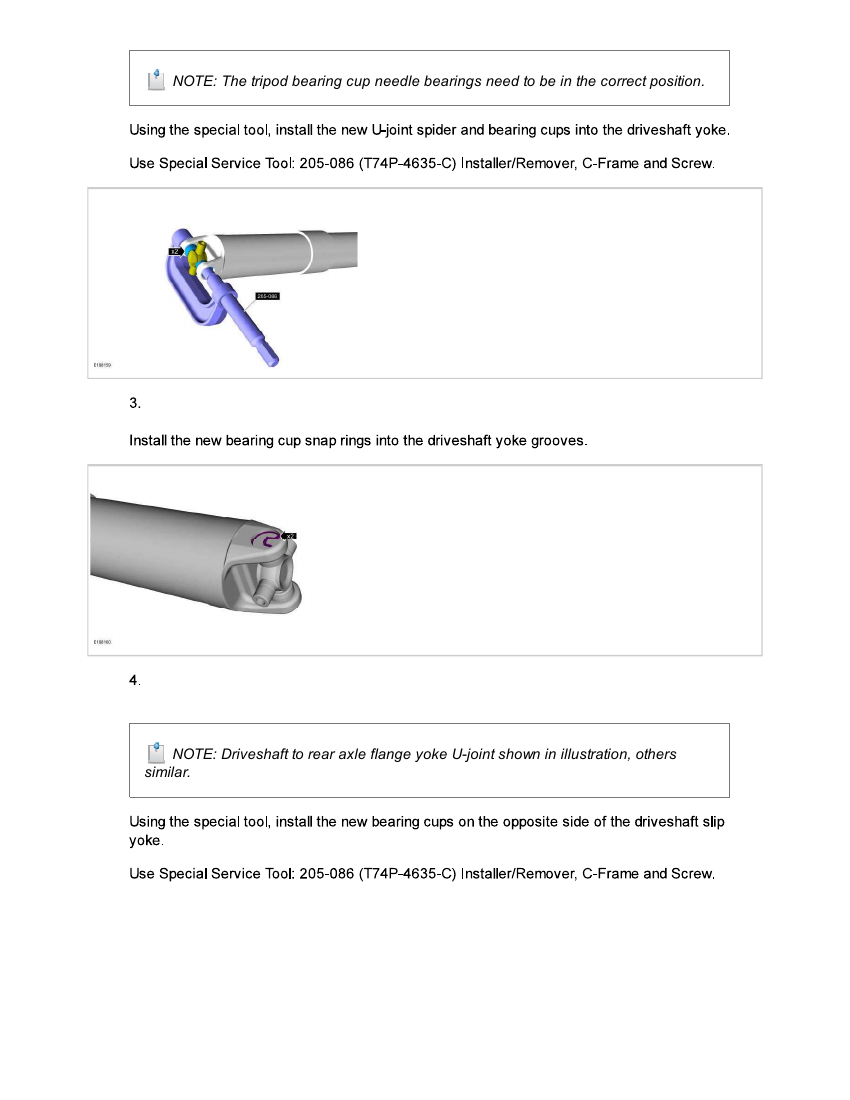 NOTE: The tripod bearing cup needle bearings need to be in the correct position.
Using the special tool, install the new U-joint spider and bearing cups into the driveshaft yoke.
Use Special Service Tool: 205-086 (T74P-4635-C) Installer/Remover, C-Frame and Screw.
x2
205-086
E188159
3.
Install the new bearing cup snap rings into the driveshaft yoke grooves.
x2
E188160
4.
NOTE: Driveshaft to rear axle flange yoke U-joint shown in illustration, others
similar.
Using the special tool, install the new bearing cups on the opposite side of the driveshaft slip
yoke.
Use Special Service Tool: 205-086 (T74P-4635-C) Installer/Remover, C-Frame and Screw.